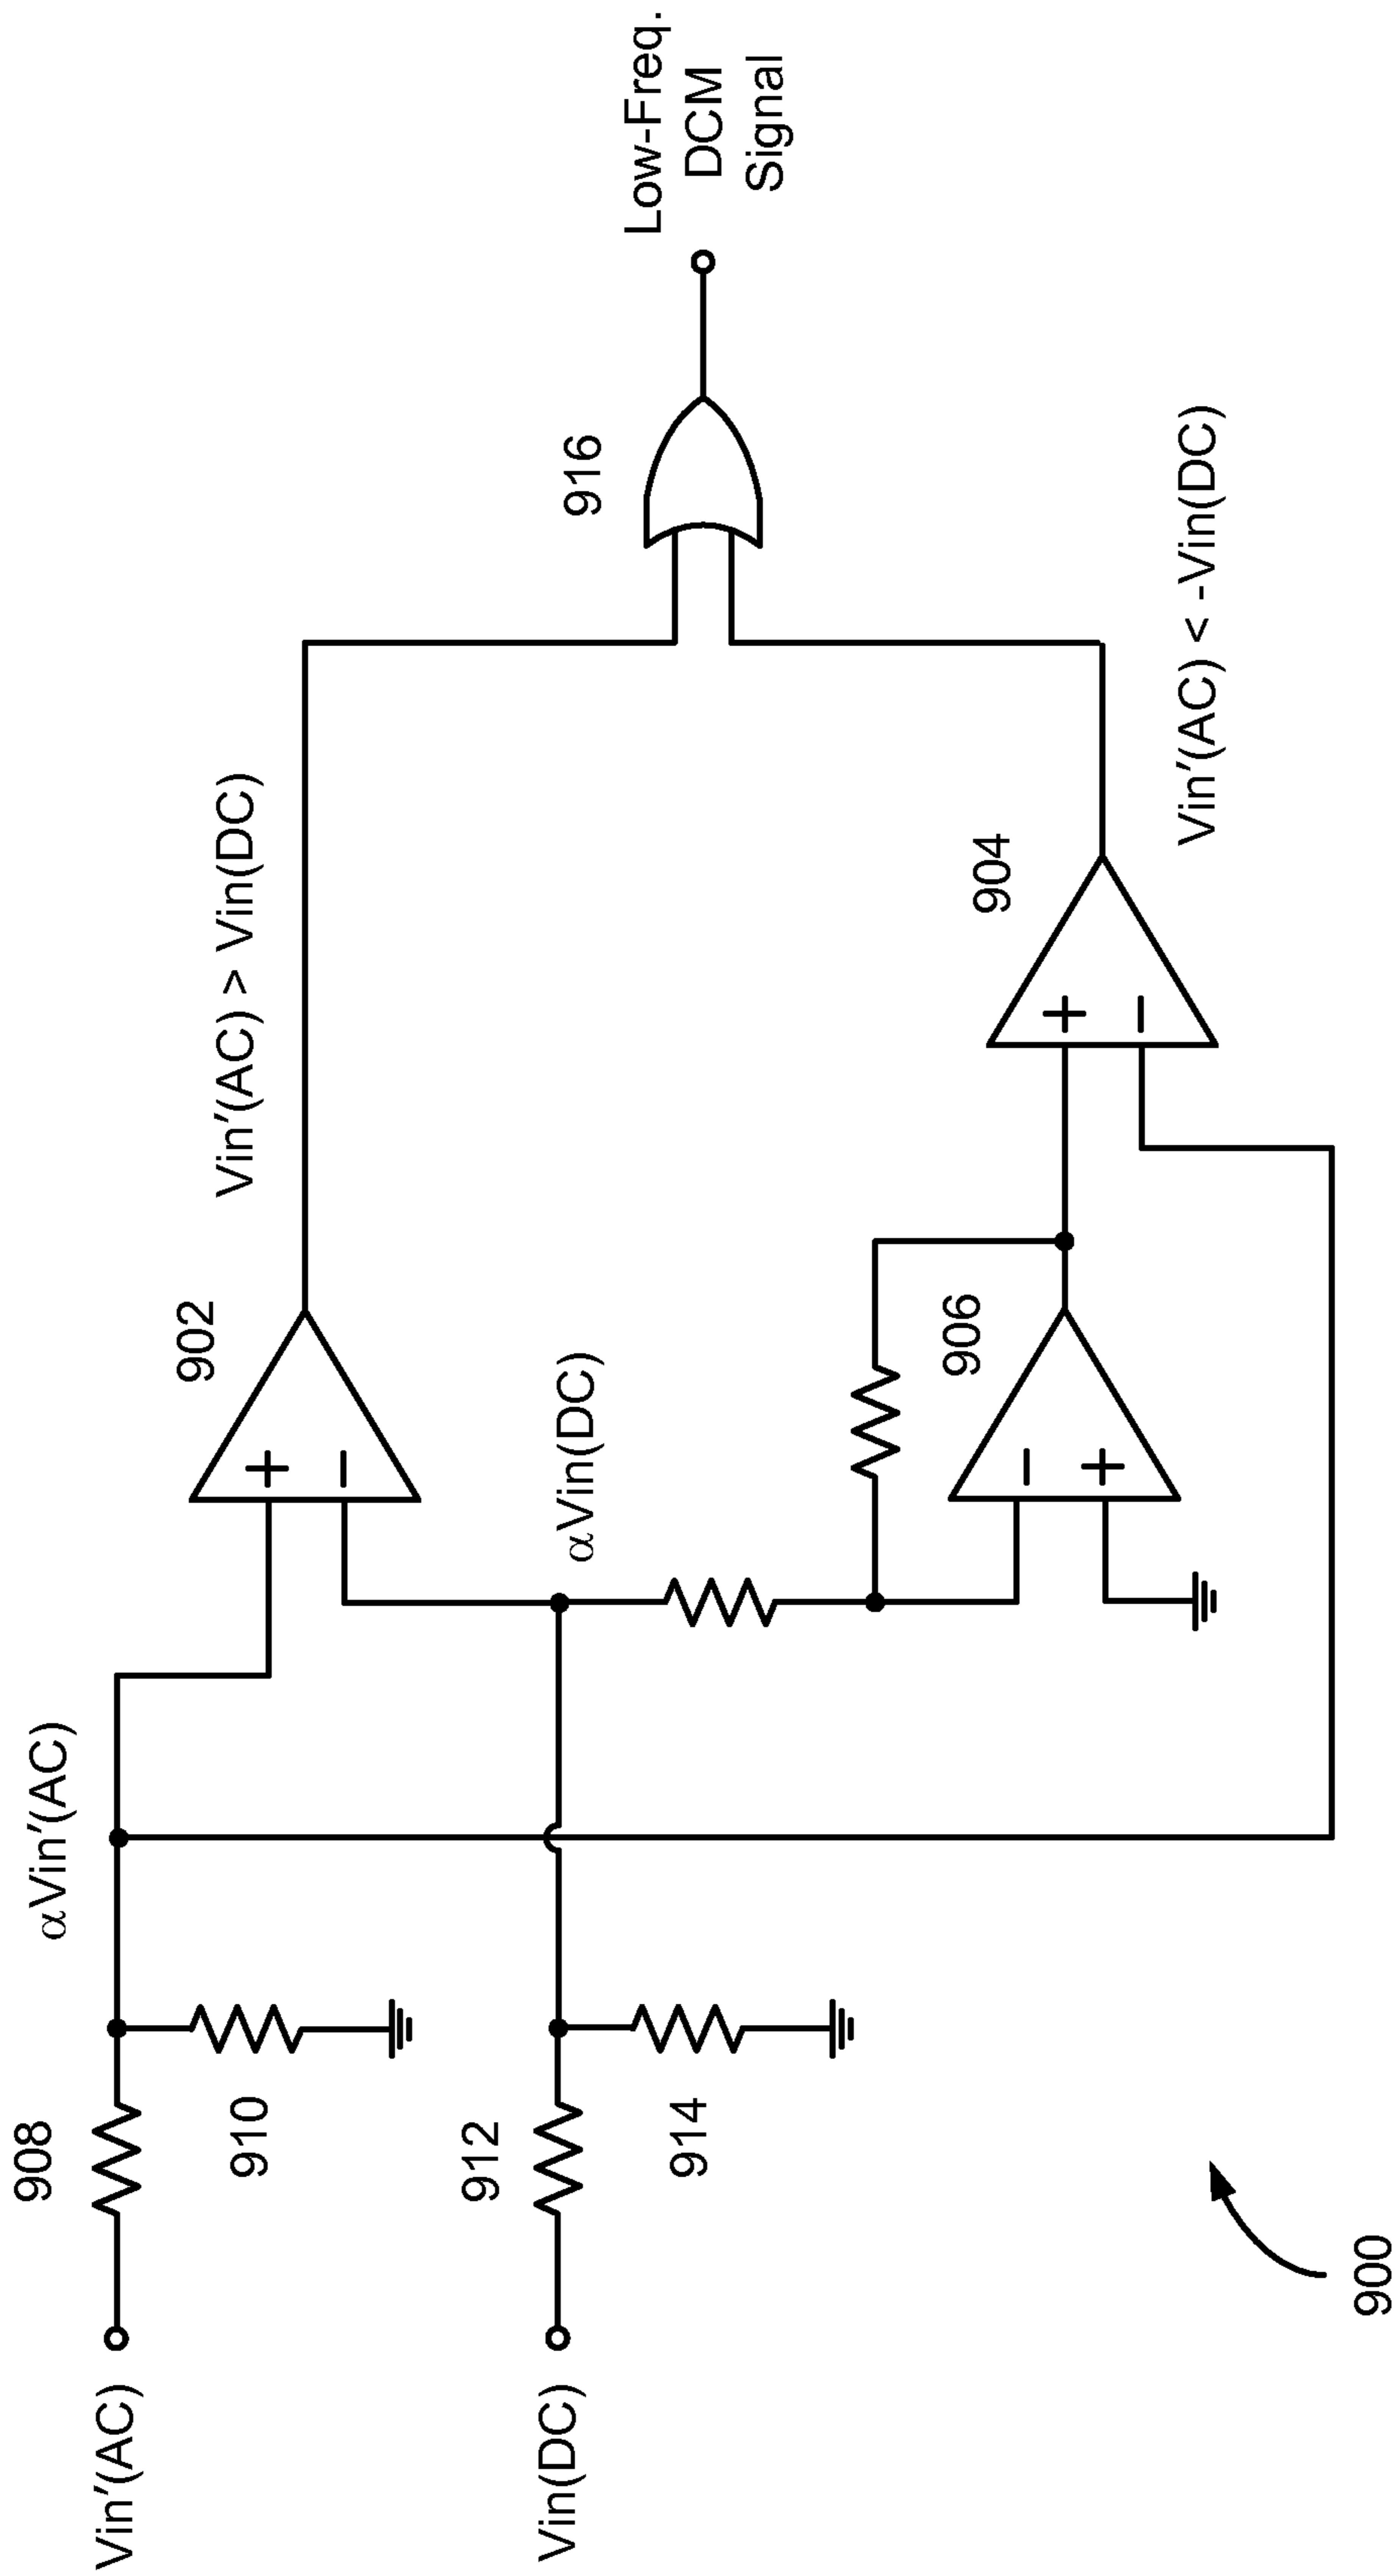 Vin′(AC)
908
910
αVin′(AC)
902
+
−
Vin′(AC) > Vin(DC)
Vin(DC)
912
914
αVin(DC)
906
−
+
904
+
−
Vin′(AC) < -Vin(DC)
916
Low-Freq.
DCM
Signal
900